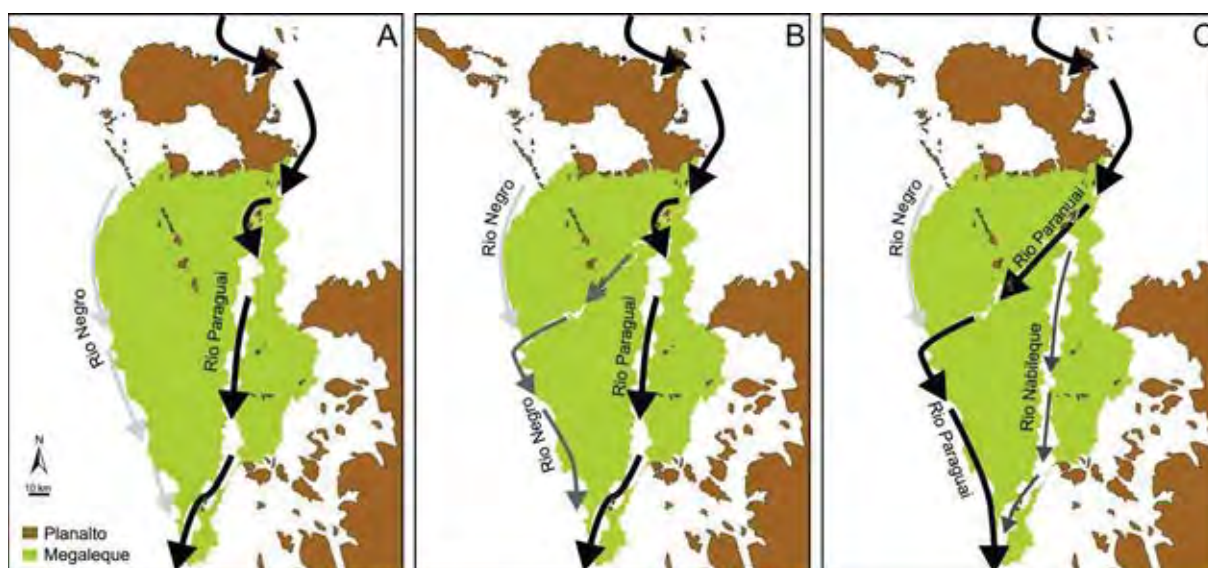 A
Rio Negro
Rio Paraguai
N
10 km
Planalto
Megaleque
B
Rio Negro
Rio Paraguai
Rio Negro
C
Rio Negro
Rio Paraguai
Rio Nabileque
Rio Paraguai